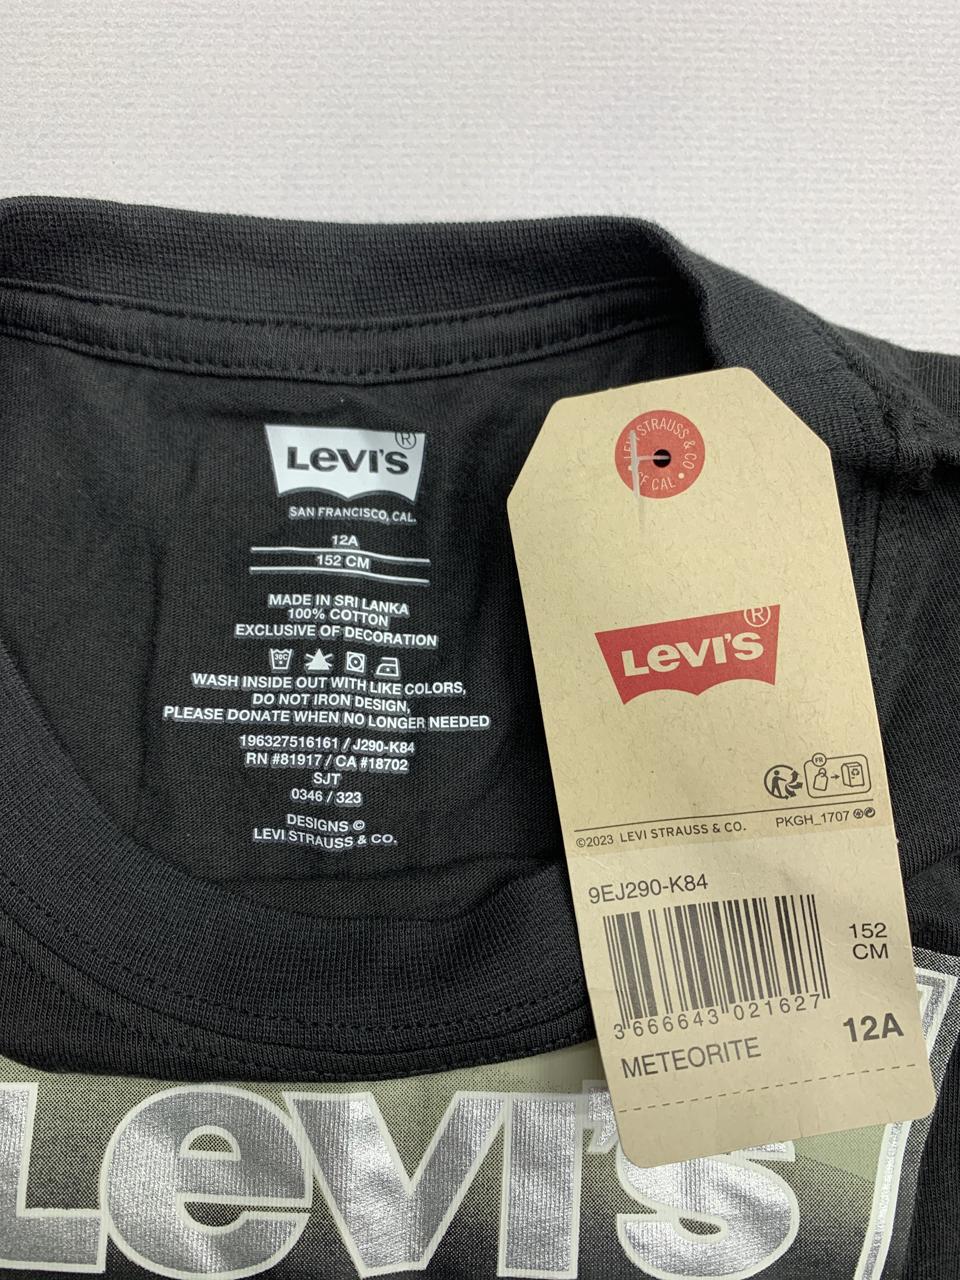 LEVI'S ®
SAN FRANCISCO, CAL.
12A
152 CM
MADE IN SRI LANKA
100% COTTON
EXCLUSIVE OF DECORATION
30C
WASH INSIDE OUT WITH LIKE COLORS,
DO NOT IRON DESIGN,
PLEASE DONATE WHEN NO LONGER NEEDED
196327516161 / J290-K84
RN #81917 / CA #18702
SJT
0346 / 323
DESIGNS ©
LEVI STRAUSS & CO.
STRAUSS & CO
CAL
LEVI'S ®
FR
©2023 LEVI STRAUSS & CO. PKGH_1707
9EJ290-K84
152
CM
3 666643 021627
12A
METEORITE
Levi's